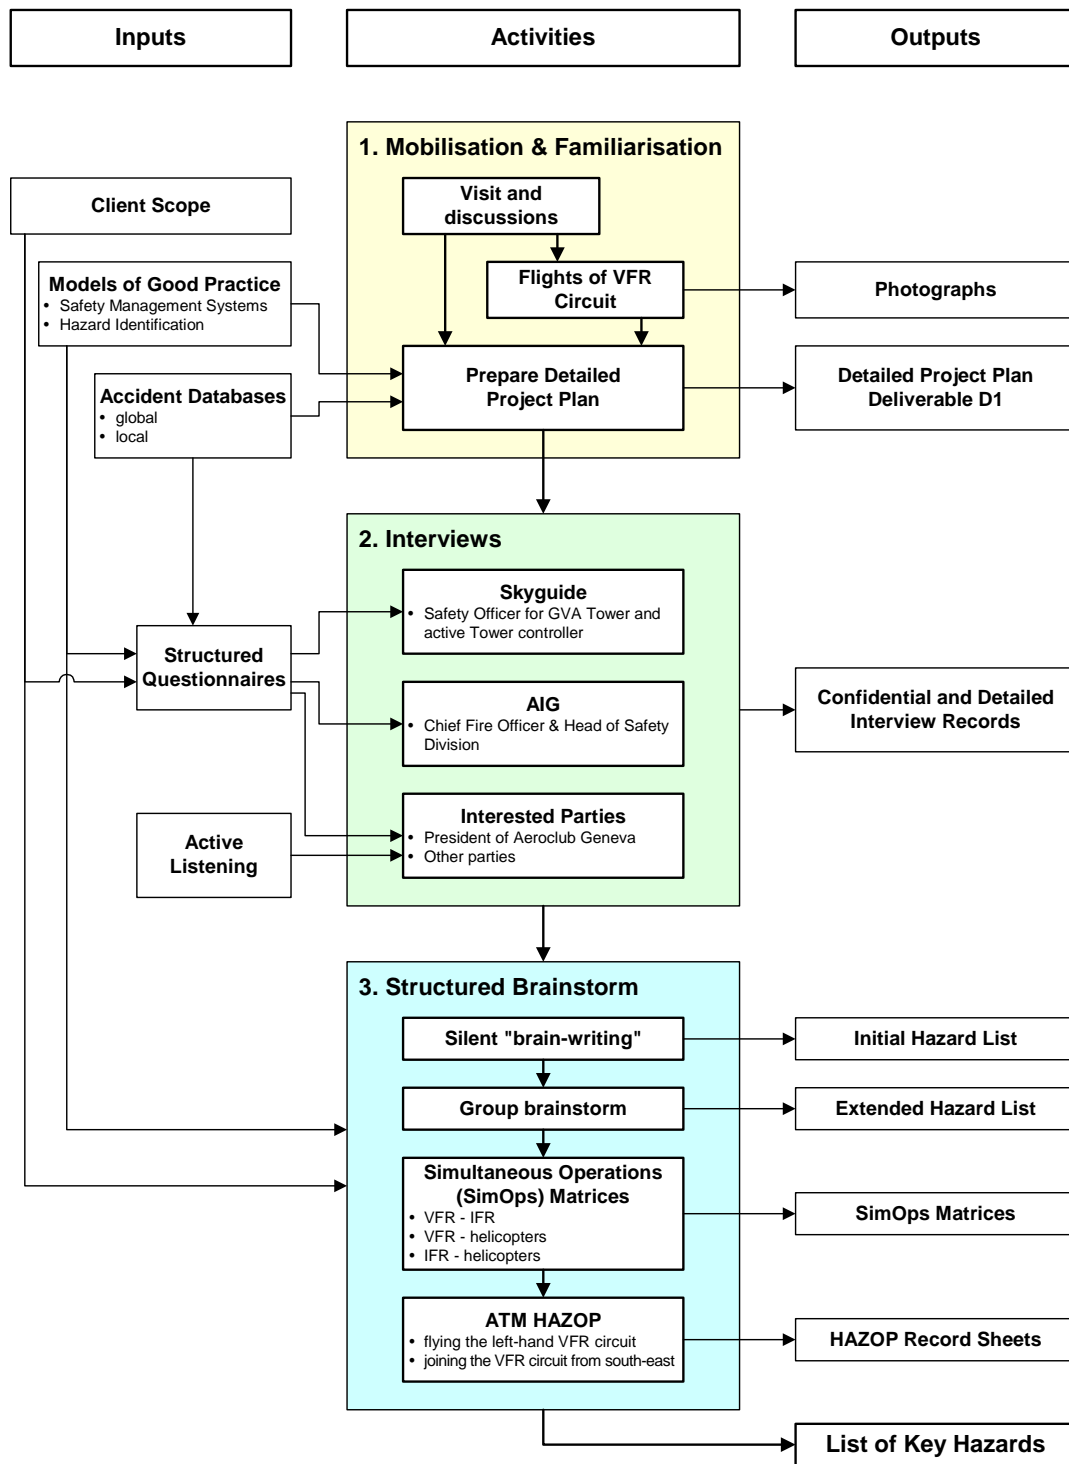 Inputs
Activities
Outputs
1. Mobilisation & Familiarisation
Visit and
discussions
Client Scope
Models of Good Practice
• Safety Management Systems
• Hazard Identification
Flights of VFR
Circuit
Photographs
Accident Databases
• global
• local
Prepare Detailed
Project Plan
Detailed Project Plan
Deliverable D1
2. Interviews
Skyguide
• Safety Officer for GVA Tower and
active Tower controller
Structured
Questionnaires
AIG
• Chief Fire Officer & Head of Safety
Division
Confidential and Detailed
Interview Records
Interested Parties
• President of Aeroclub Geneva
• Other parties
Active
Listening
3. Structured Brainstorm
Silent "brain-writing"
Initial Hazard List
Group brainstorm
Extended Hazard List
Simultaneous Operations
(SimOps) Matrices
• VFR - IFR
• VFR - helicopters
• IFR - helicopters
SimOps Matrices
ATM HAZOP
• flying the left-hand VFR circuit
• joining the VFR circuit from south-east
HAZOP Record Sheets
List of Key Hazards